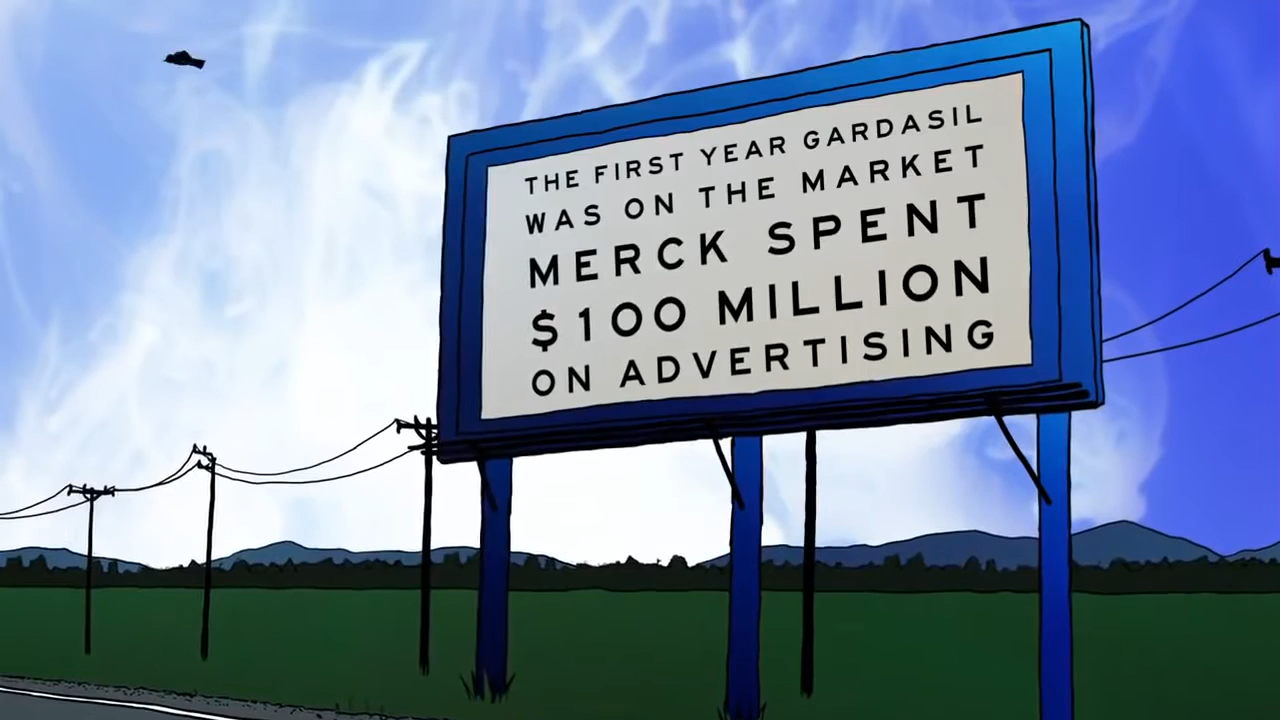 THE FIRST YEAR GARDASIL
WAS ON THE MARKET
MERCK SPENT
$100 MILLION
ON ADVERTISING